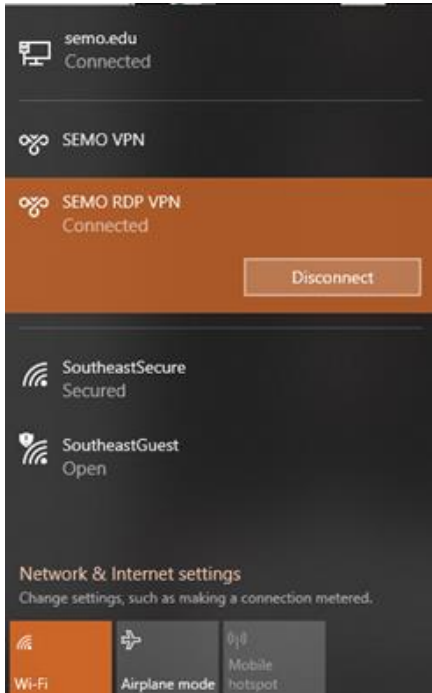 semo.edu
Connected
SEMO VPN
SEMO RDP VPN
Connected
Disconnect
SoutheastSecure
Secured
SoutheastGuest
Open
Network & Internet settings
Change settings, such as making a connection metered.
Wi-Fi
Airplane mode
Mobile
hotspot